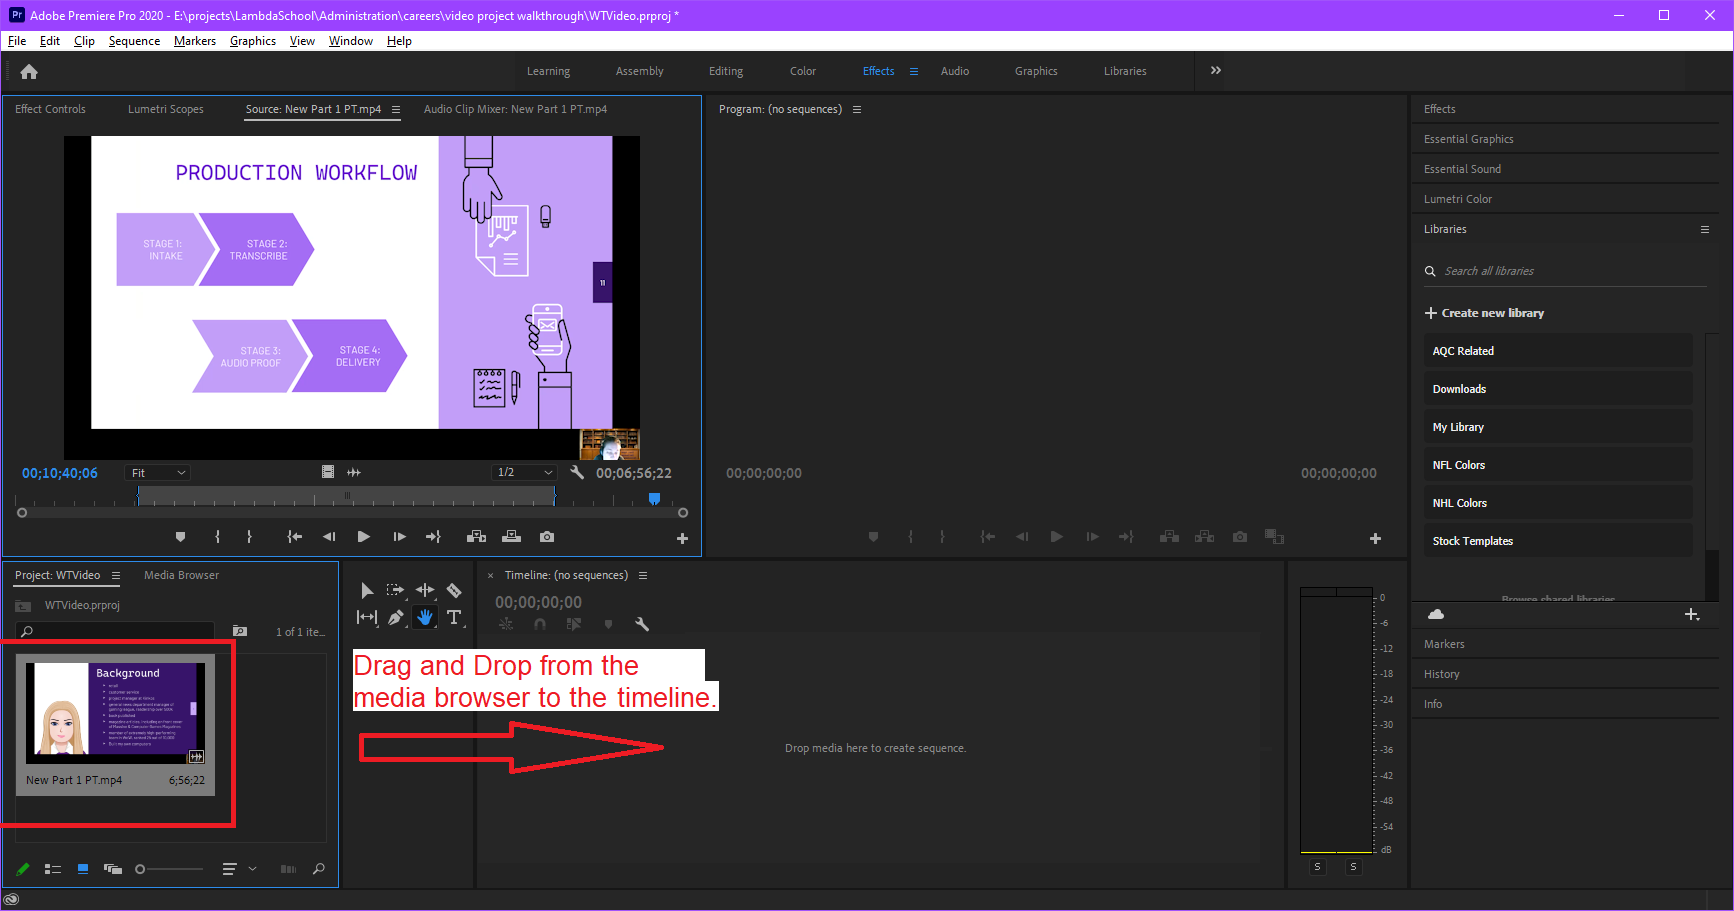 Adobe Premiere Pro 2020 - E:\projects\LambdaSchool\Administration\careers\video project walkthrough\WTVideo.prproj *
File Edit Clip Sequence Markers Graphics View Window Help
Learning Assembly Editing Color Effects Audio Graphics Libraries
Effect Controls Lumetri Scopes Source: New Part 1 PT.mp4 Audio Clip Mixer: New Part 1 PT.mp4
PRODUCTION WORKFLOW
STAGE 1:
INTAKE
STAGE 2:
TRANSCRIBE
11
STAGE 3:
AUDIO PROOF
STAGE 4:
DELIVERY
00;10;40;06 Fit 1/2 00;06;56;22
Program: (no sequences)
00;00;00;00 00;00;00;00
Effects
Essential Graphics
Essential Sound
Lumetri Color
Libraries
Search all libraries
Create new library
AQC Related
Downloads
My Library
NFL Colors
NHL Colors
Stock Templates
Browse shared libraries
Markers
History
Info
Project: WTVideo Media Browser
WTVideo.prproj
1 of 1 ite...
Background
email
customer service
New Part 1 PT.mp4 6;56;22
Timeline: (no sequences)
00;00;00;00
Drag and Drop from the
media browser to the timeline.
Drop media here to create sequence.
0
-6
-12
-18
-24
-30
-36
-42
-48
-54
dB
S S